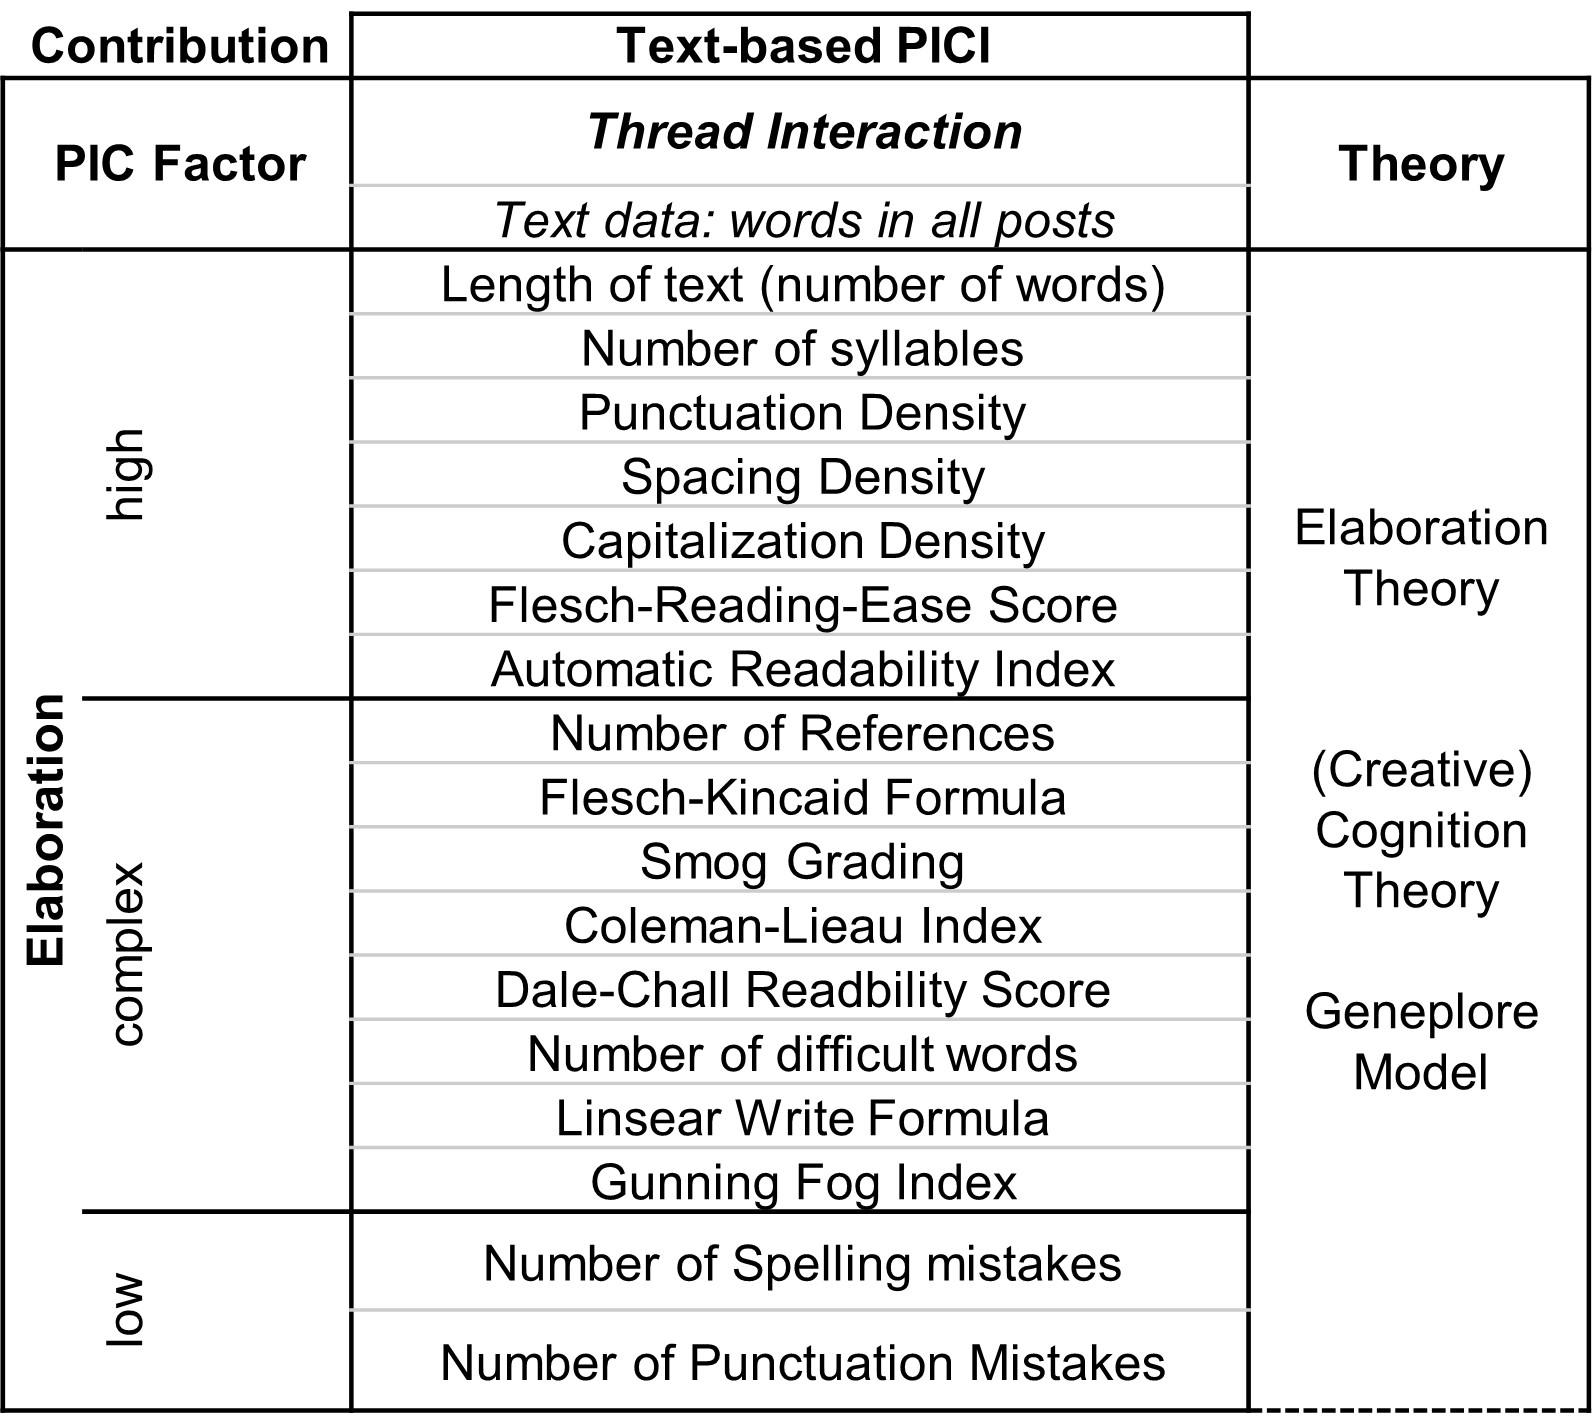 Contribution
Text-based PICI
PIC Factor
Thread Interaction
Text data: words in all posts
Theory
Elaboration
high
Length of text (number of words)
Number of syllables
Punctuation Density
Spacing Density
Capitalization Density
Flesch-Reading-Ease Score
Automatic Readability Index
complex
Number of References
Flesch-Kincaid Formula
Smog Grading
Coleman-Lieau Index
Dale-Chall Readbility Score
Number of difficult words
Linsear Write Formula
Gunning Fog Index
low
Number of Spelling mistakes
Number of Punctuation Mistakes
Elaboration
Theory
(Creative)
Cognition
Theory
Geneplore
Model